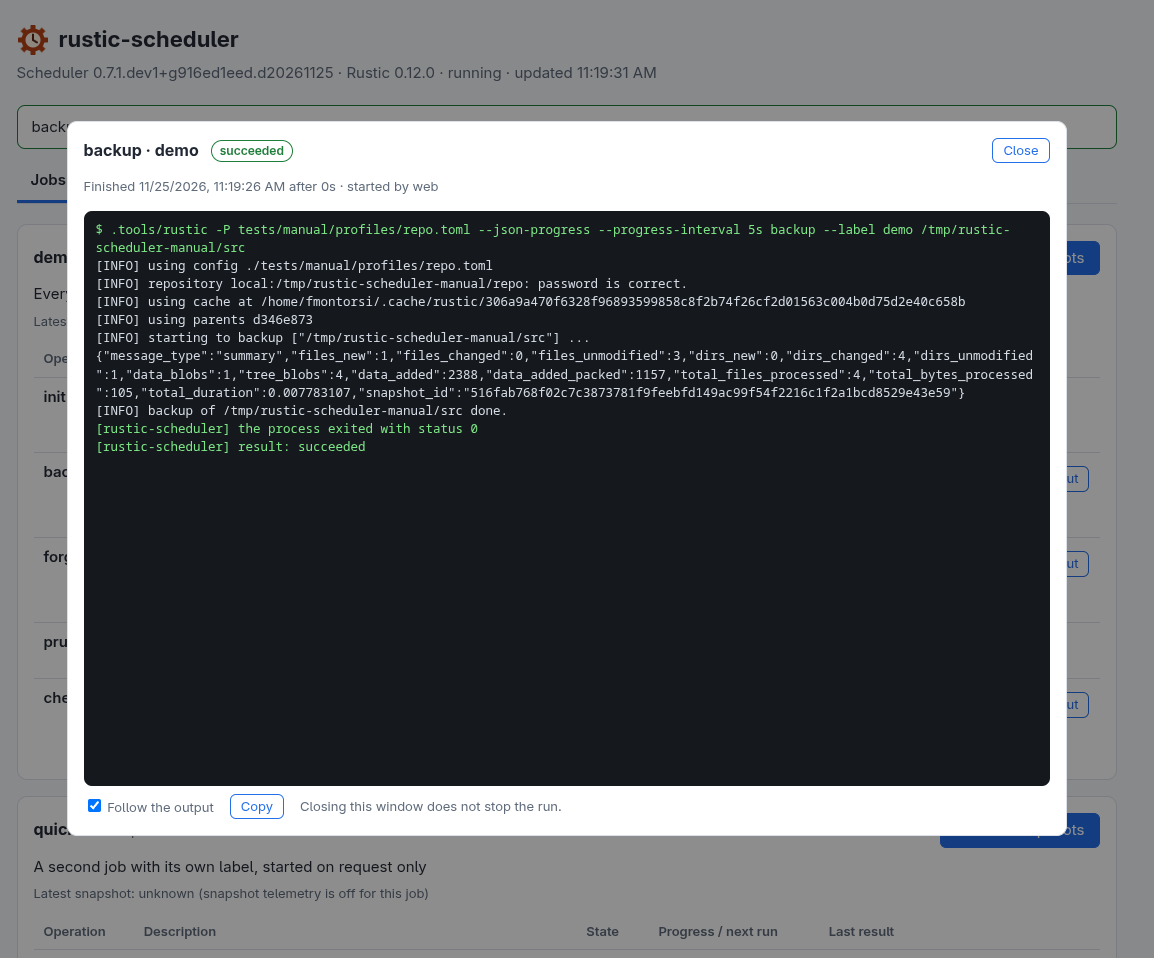 rustic-scheduler
Scheduler 0.7.1.dev1+g916ed1eed.d20261125 · Rustic 0.12.0 · running · updated 11:19:31 AM
backup · demo
succeeded
Close
Jobs
Finished 11/25/2026, 11:19:26 AM after 0s · started by web
$ .tools/rustic -P tests/manual/profiles/repo.toml --json-progress --progress-interval 5s backup --label demo /tmp/rustic-
scheduler-manual/src
[INFO] using config ./tests/manual/profiles/repo.toml
[INFO] repository local:/tmp/rustic-scheduler-manual/repo: password is correct.
[INFO] using cache at /home/fmontorsi/.cache/rustic/306a9a470f6328f96893599858c8f2b74f26cf2d01563c004b0d75d2e40c658b
[INFO] using parents d346e873
[INFO] starting to backup ["/tmp/rustic-scheduler-manual/src"] ...
{"message_type":"summary","files_new":1,"files_changed":0,"files_unmodified":3,"dirs_new":0,"dirs_changed":4,"dirs_unmodified
":1,"data_blobs":1,"tree_blobs":4,"data_added":2388,"data_added_packed":1157,"total_files_processed":4,"total_bytes_processed
":105,"total_duration":0.007783107,"snapshot_id":"516fab768f02c7c3873781f9feebfd149ac99f54f2216c1f2a1bcd8529e43e59"}
[INFO] backup of /tmp/rustic-scheduler-manual/src done.
[rustic-scheduler] the process exited with status 0
[rustic-scheduler] result: succeeded
Follow the output
Copy
Closing this window does not stop the run.
A second job with its own label, started on request only
Latest snapshot: unknown (snapshot telemetry is off for this job)
Operation Description State Progress / next run Last result